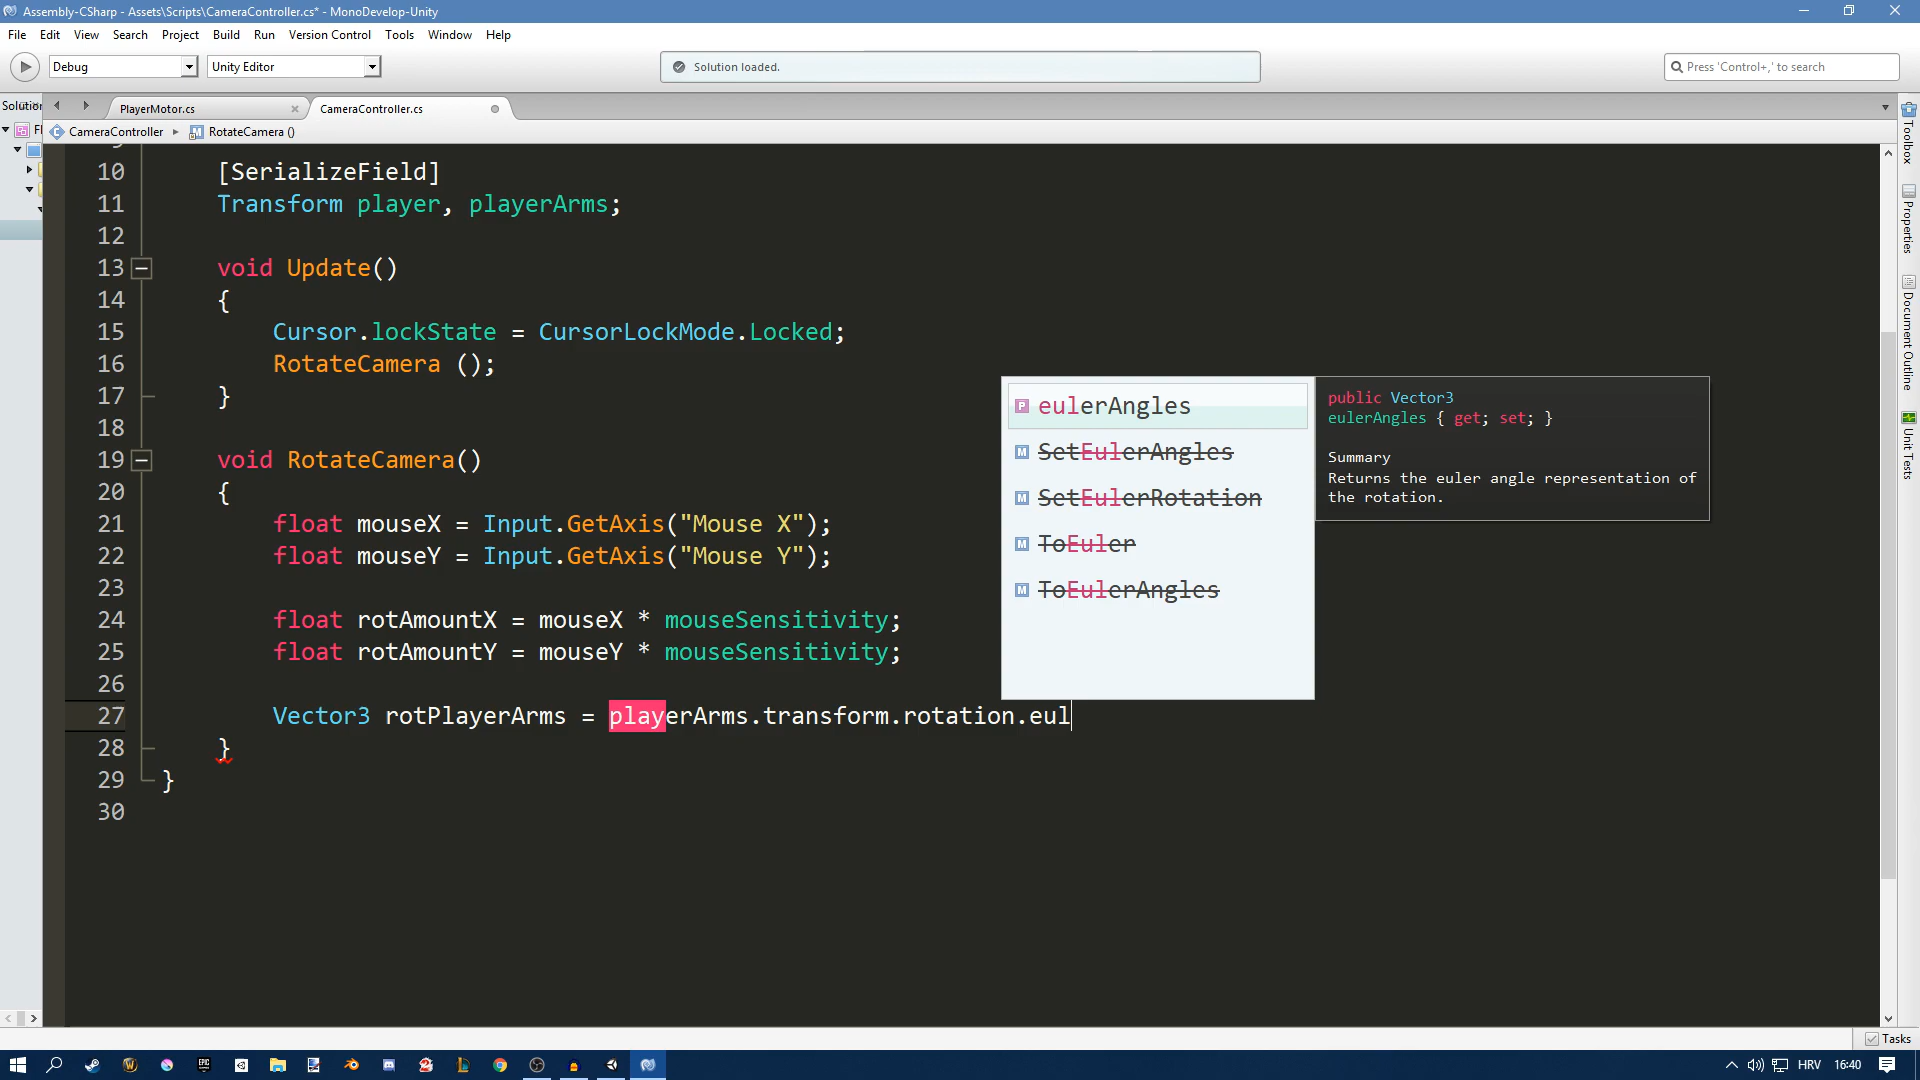 Assembly-CSharp - Assets\Scripts\CameraController.cs* - MonoDevelop-Unity
File Edit View Search Project Build Run Version Control Tools Window Help
Debug Unity Editor Solution loaded. Press 'Control+,' to search
Solution PlayerMotor.cs CameraController.cs
CameraController RotateCamera ()
10 [SerializeField]
11 Transform player, playerArms;
12
13 void Update()
14 {
15 Cursor.lockState = CursorLockMode.Locked;
16 RotateCamera ();
17 }
18
19 void RotateCamera()
20 {
21 float mouseX = Input.GetAxis("Mouse X");
22 float mouseY = Input.GetAxis("Mouse Y");
23
24 float rotAmountX = mouseX * mouseSensitivity;
25 float rotAmountY = mouseY * mouseSensitivity;
26
27 Vector3 rotPlayerArms = playerArms.transform.rotation.eul
28 }
29 }
30
eulerAngles
SetEulerAngles
SetEulerRotation
ToEuler
ToEulerAngles
public Vector3
eulerAngles { get; set; }
Summary
Returns the euler angle representation of
the rotation.
Toolbox
Properties
Document Outline
Unit Tests
Tasks
EPIC
HRV 16:40